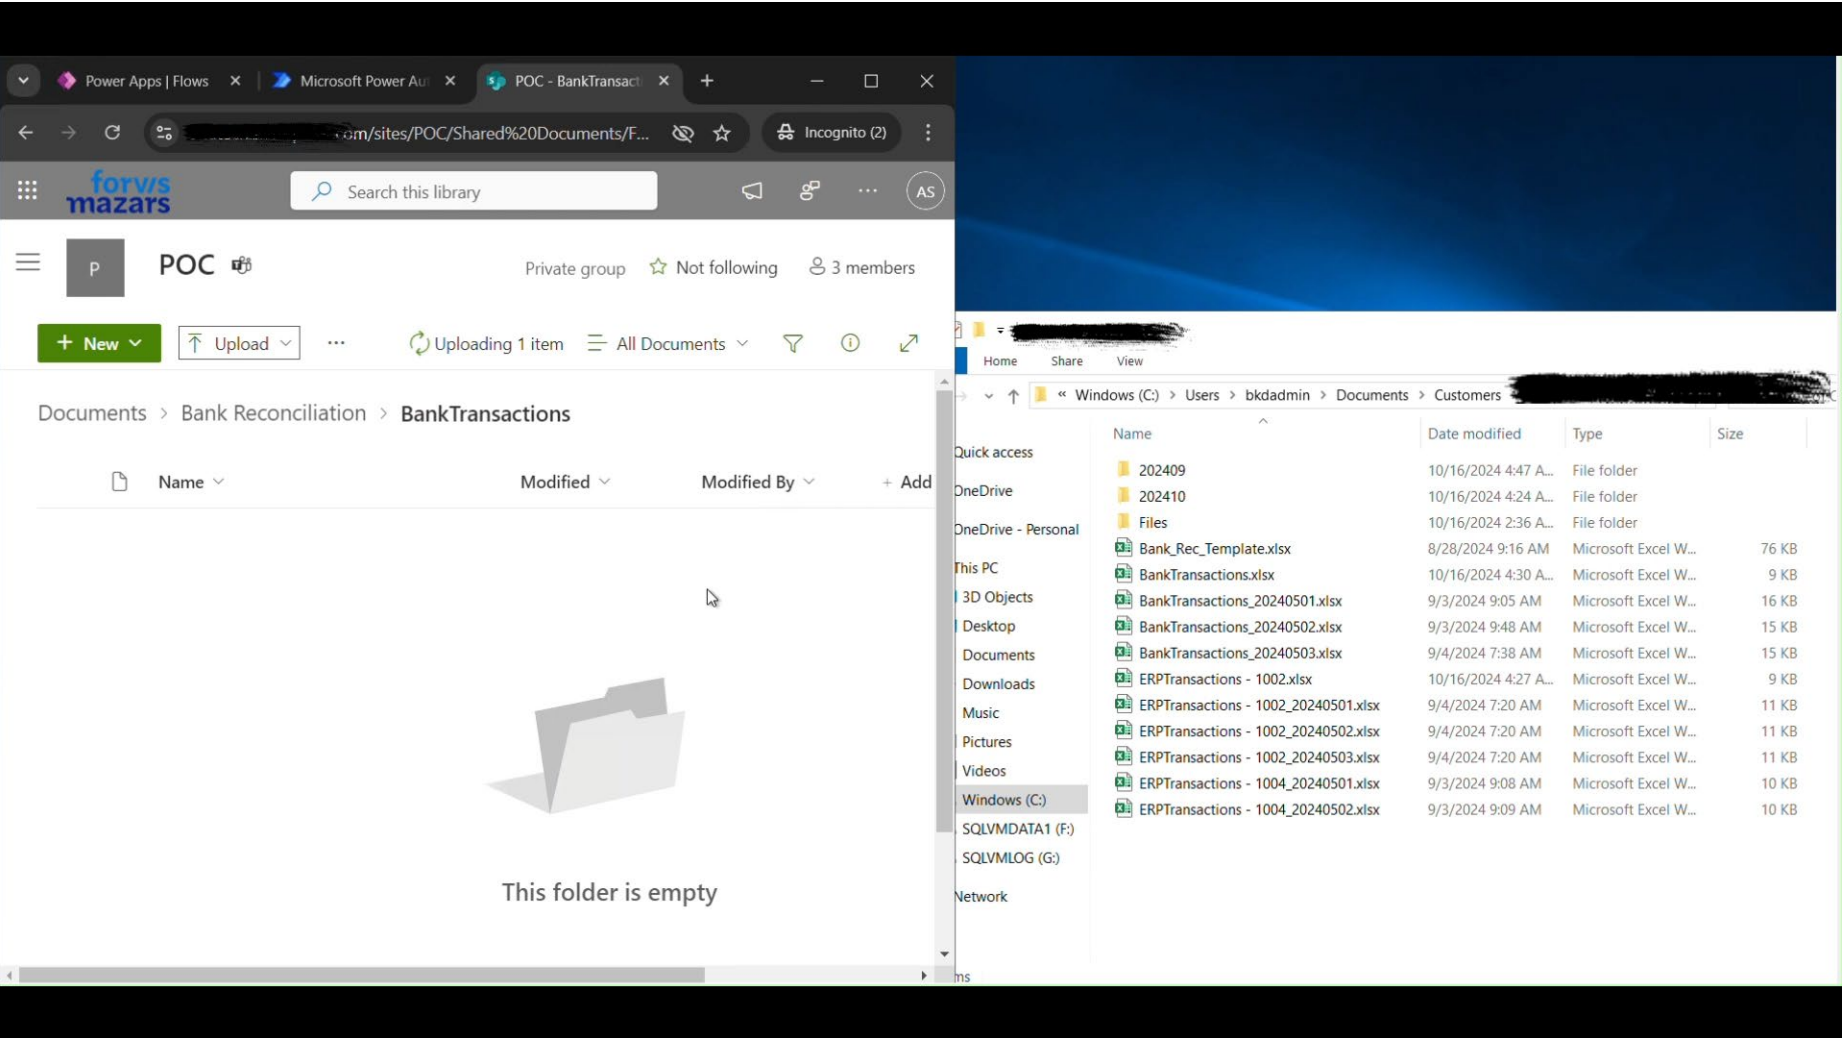 Power Apps | Flows
Microsoft Power Au
POC - BankTransact
om/sites/POC/Shared%20Documents/F...
Incognito (2)
forvis
mazars
Search this library
AS
P
POC
Private group
Not following
3 members
+ New
Upload
...
Uploading 1 item
All Documents
Documents > Bank Reconciliation > BankTransactions
Name
Modified
Modified By
+ Add
This folder is empty
Home
Share
View
« Windows (C:) > Users > bkdadmin > Documents > Customers
Name Date modified Type Size
Quick access
OneDrive
OneDrive - Personal
This PC
3D Objects
Desktop
Documents
Downloads
Music
Pictures
Videos
Windows (C:)
SQLVMDATA1 (F:)
SQLVMLOG (G:)
Network
ms
202409 10/16/2024 4:47 A... File folder
202410 10/16/2024 4:24 A... File folder
Files 10/16/2024 2:36 A... File folder
Bank_Rec_Template.xlsx 8/28/2024 9:16 AM Microsoft Excel W... 76 KB
BankTransactions.xlsx 10/16/2024 4:30 A... Microsoft Excel W... 9 KB
BankTransactions_20240501.xlsx 9/3/2024 9:05 AM Microsoft Excel W... 16 KB
BankTransactions_20240502.xlsx 9/3/2024 9:48 AM Microsoft Excel W... 15 KB
BankTransactions_20240503.xlsx 9/4/2024 7:38 AM Microsoft Excel W... 15 KB
ERPTransactions - 1002.xlsx 10/16/2024 4:27 A... Microsoft Excel W... 9 KB
ERPTransactions - 1002_20240501.xlsx 9/4/2024 7:20 AM Microsoft Excel W... 11 KB
ERPTransactions - 1002_20240502.xlsx 9/4/2024 7:20 AM Microsoft Excel W... 11 KB
ERPTransactions - 1002_20240503.xlsx 9/4/2024 7:20 AM Microsoft Excel W... 11 KB
ERPTransactions - 1004_20240501.xlsx 9/3/2024 9:08 AM Microsoft Excel W... 10 KB
ERPTransactions - 1004_20240502.xlsx 9/3/2024 9:09 AM Microsoft Excel W... 10 KB